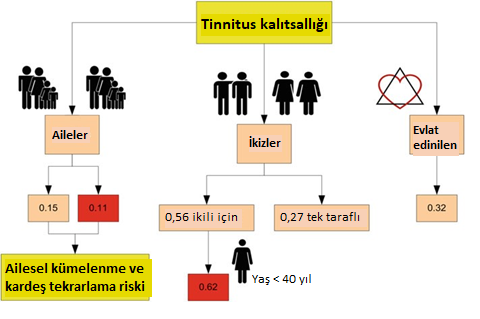 Tinnitus kalıtsallığı
Aileler
İkizler
Evlat
edinilen
0.15
0.11
0,56 ikili için
0,27 tek taraflı
0.32
Ailesel kümelenme ve
kardeş tekrarlama riski
0.62
Yaş < 40 yıl